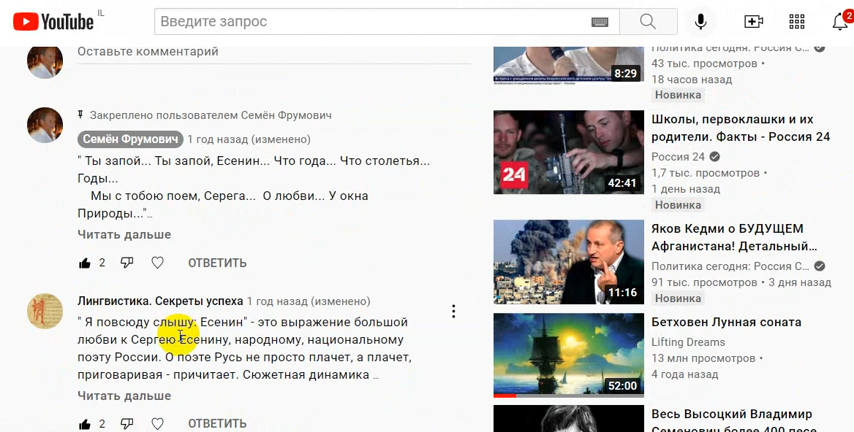 YouTube IL
Введите запрос
2
Оставьте комментарий
Закреплено пользователем Семён Фрумович
Семён Фрумович 1 год назад (изменено)
" Ты запой... Ты запой, Есенин... Что года... Что столетья...
Годы...
Мы с тобою поем, Серега... О любви... У окна
Природы..."...
Читать дальше
2 ОТВЕТИТЬ
Лингвистика. Секреты успеха 1 год назад (изменено)
" Я повсюду слышу: Есенин" - это выражение большой
любви к Сергею Есенину, народному, национальному
поэту России. О поэте Русь не просто плачет, а плачет,
приговаривая - причитает. Сюжетная динамика ...
Читать дальше
2 ОТВЕТИТЬ
8:29
Политика сегодня: Россия С...
43 тыс. просмотров •
18 часов назад
Новинка
24
42:41
Школы, первоклашки и их
родители. Факты - Россия 24
Россия 24
1,7 тыс. просмотров •
1 день назад
Новинка
11:16
Яков Кедми о БУДУЩЕМ
Афганистана! Детальный...
Политика сегодня: Россия С...
91 тыс. просмотров • 3 дня назад
Новинка
52:00
Бетховен Лунная соната
Lifting Dreams
13 млн просмотров •
4 года назад
Весь Высоцкий Владимир
Семенович более 400 песе